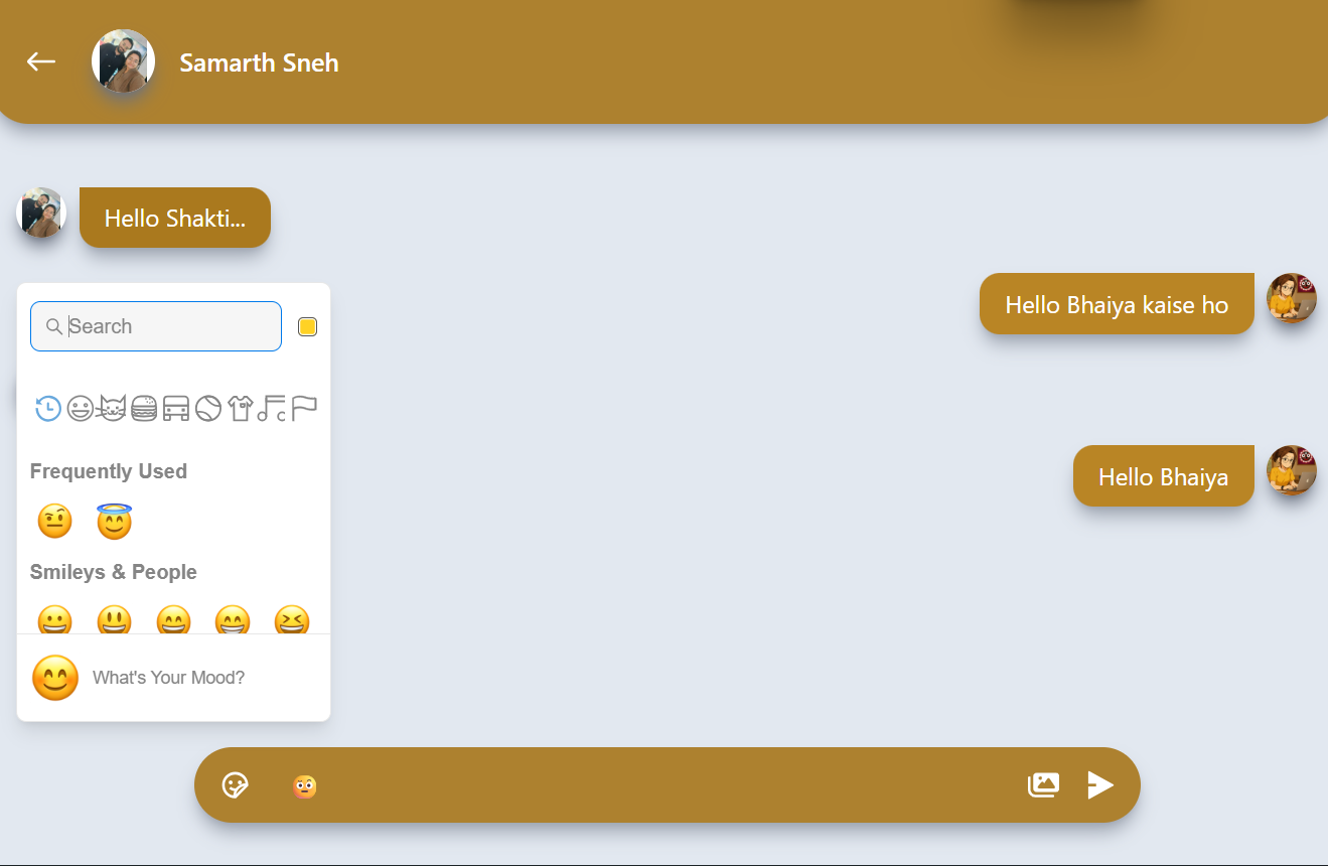 Samarth Sneh
Hello Shakti...
Hello Bhaiya kaise ho
Search
Frequently Used
Hello Bhaiya
Smileys & People
What's Your Mood?